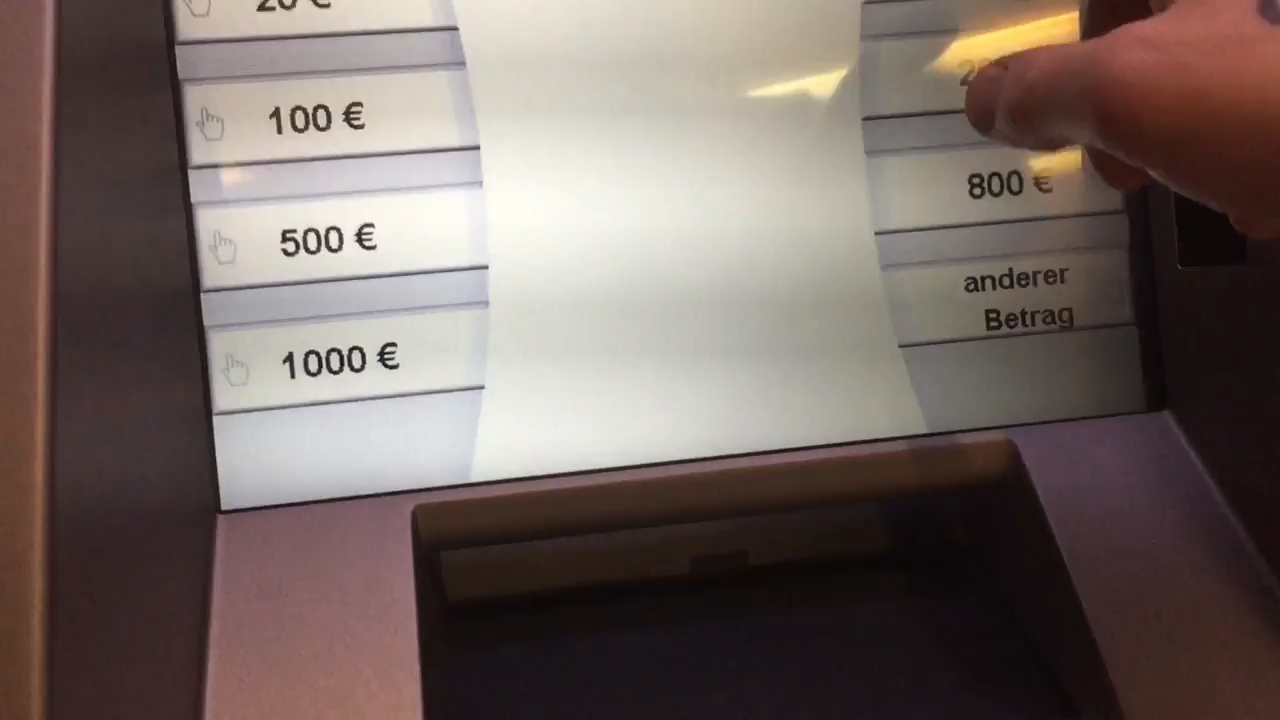 20 €
100 €
500 €
800 €
1000 €
anderer
Betrag